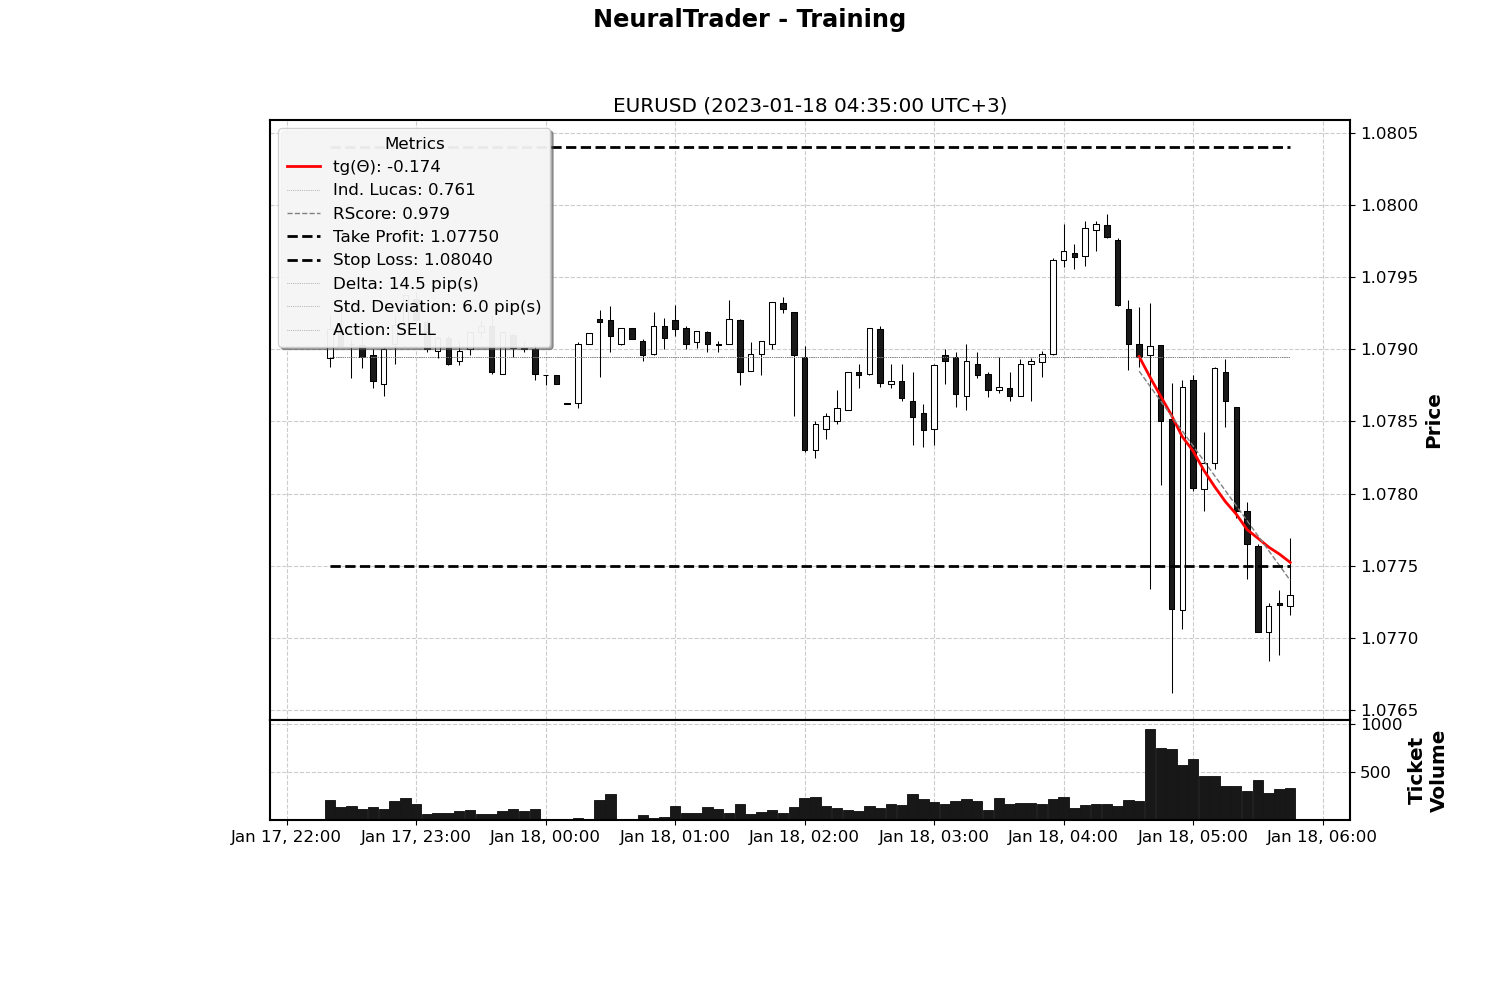 NeuralTrader - Training
EURUSD (2023-01-18 04:35:00 UTC+3)
Metrics
tg(Θ): -0.174
Ind. Lucas: 0.761
RScore: 0.979
Take Profit: 1.07750
Stop Loss: 1.08040
Delta: 14.5 pip(s)
Std. Deviation: 6.0 pip(s)
Action: SELL
1.0805
1.0800
1.0795
1.0790
1.0785
1.0780
1.0775
1.0770
1.0765
Price
1000
500
Ticket
Volume
Jan 17, 22:00
Jan 17, 23:00
Jan 18, 00:00
Jan 18, 01:00
Jan 18, 02:00
Jan 18, 03:00
Jan 18, 04:00
Jan 18, 05:00
Jan 18, 06:00